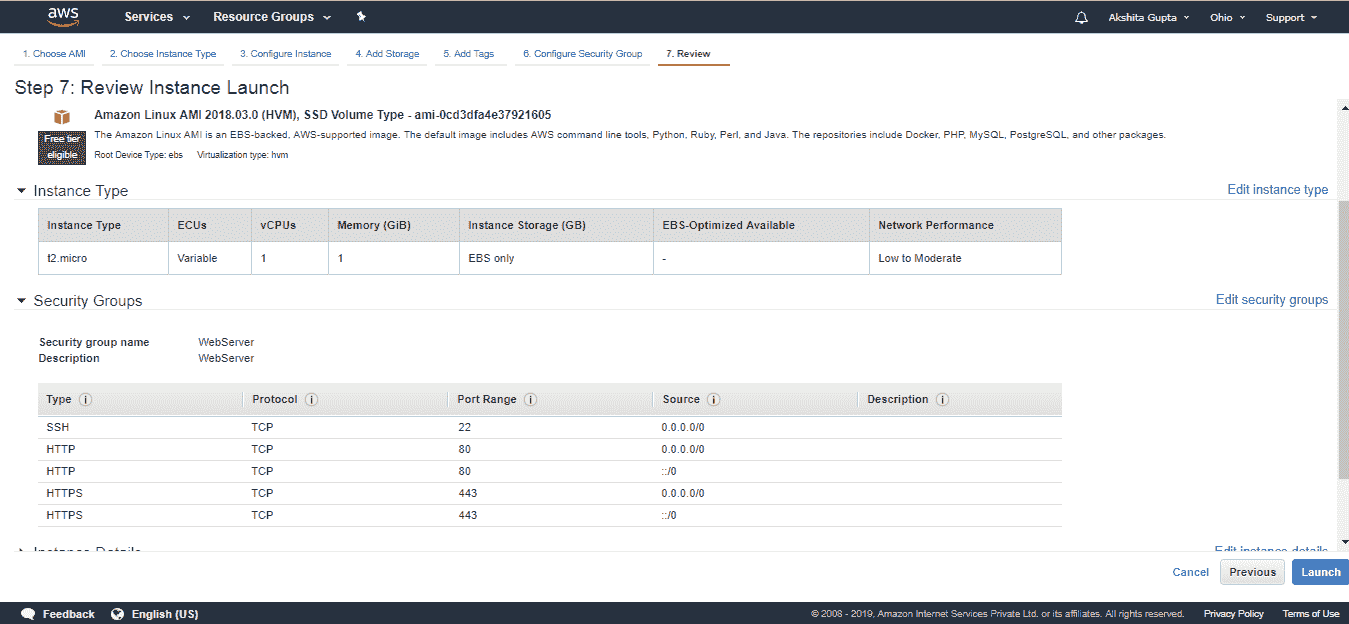 aws Services Resource Groups Akshita Gupta Ohio Support
1. Choose AMI 2. Choose Instance Type 3. Configure Instance 4. Add Storage 5. Add Tags 6. Configure Security Group 7. Review
Step 7: Review Instance Launch
Amazon Linux AMI 2018.03.0 (HVM), SSD Volume Type - ami-0cd3dfa4e37921605
Free tier eligible
The Amazon Linux AMI is an EBS-backed, AWS-supported image. The default image includes AWS command line tools, Python, Ruby, Perl, and Java. The repositories include Docker, PHP, MySQL, PostgreSQL, and other packages.
Root Device Type: ebs Virtualization type: hvm
Instance Type Edit instance type
Instance Type ECUs vCPUs Memory (GiB) Instance Storage (GB) EBS-Optimized Available Network Performance
t2.micro Variable 1 1 EBS only - Low to Moderate
Security Groups Edit security groups
Security group name WebServer
Description WebServer
Type i Protocol i Port Range i Source i Description i
SSH TCP 22 0.0.0.0/0
HTTP TCP 80 0.0.0.0/0
HTTP TCP 80 ::/0
HTTPS TCP 443 0.0.0.0/0
HTTPS TCP 443 ::/0
Instance Details Edit instance details
Cancel Previous Launch
Feedback English (US) © 2008 - 2019, Amazon Internet Services Private Ltd. or its affiliates. All rights reserved. Privacy Policy Terms of Use